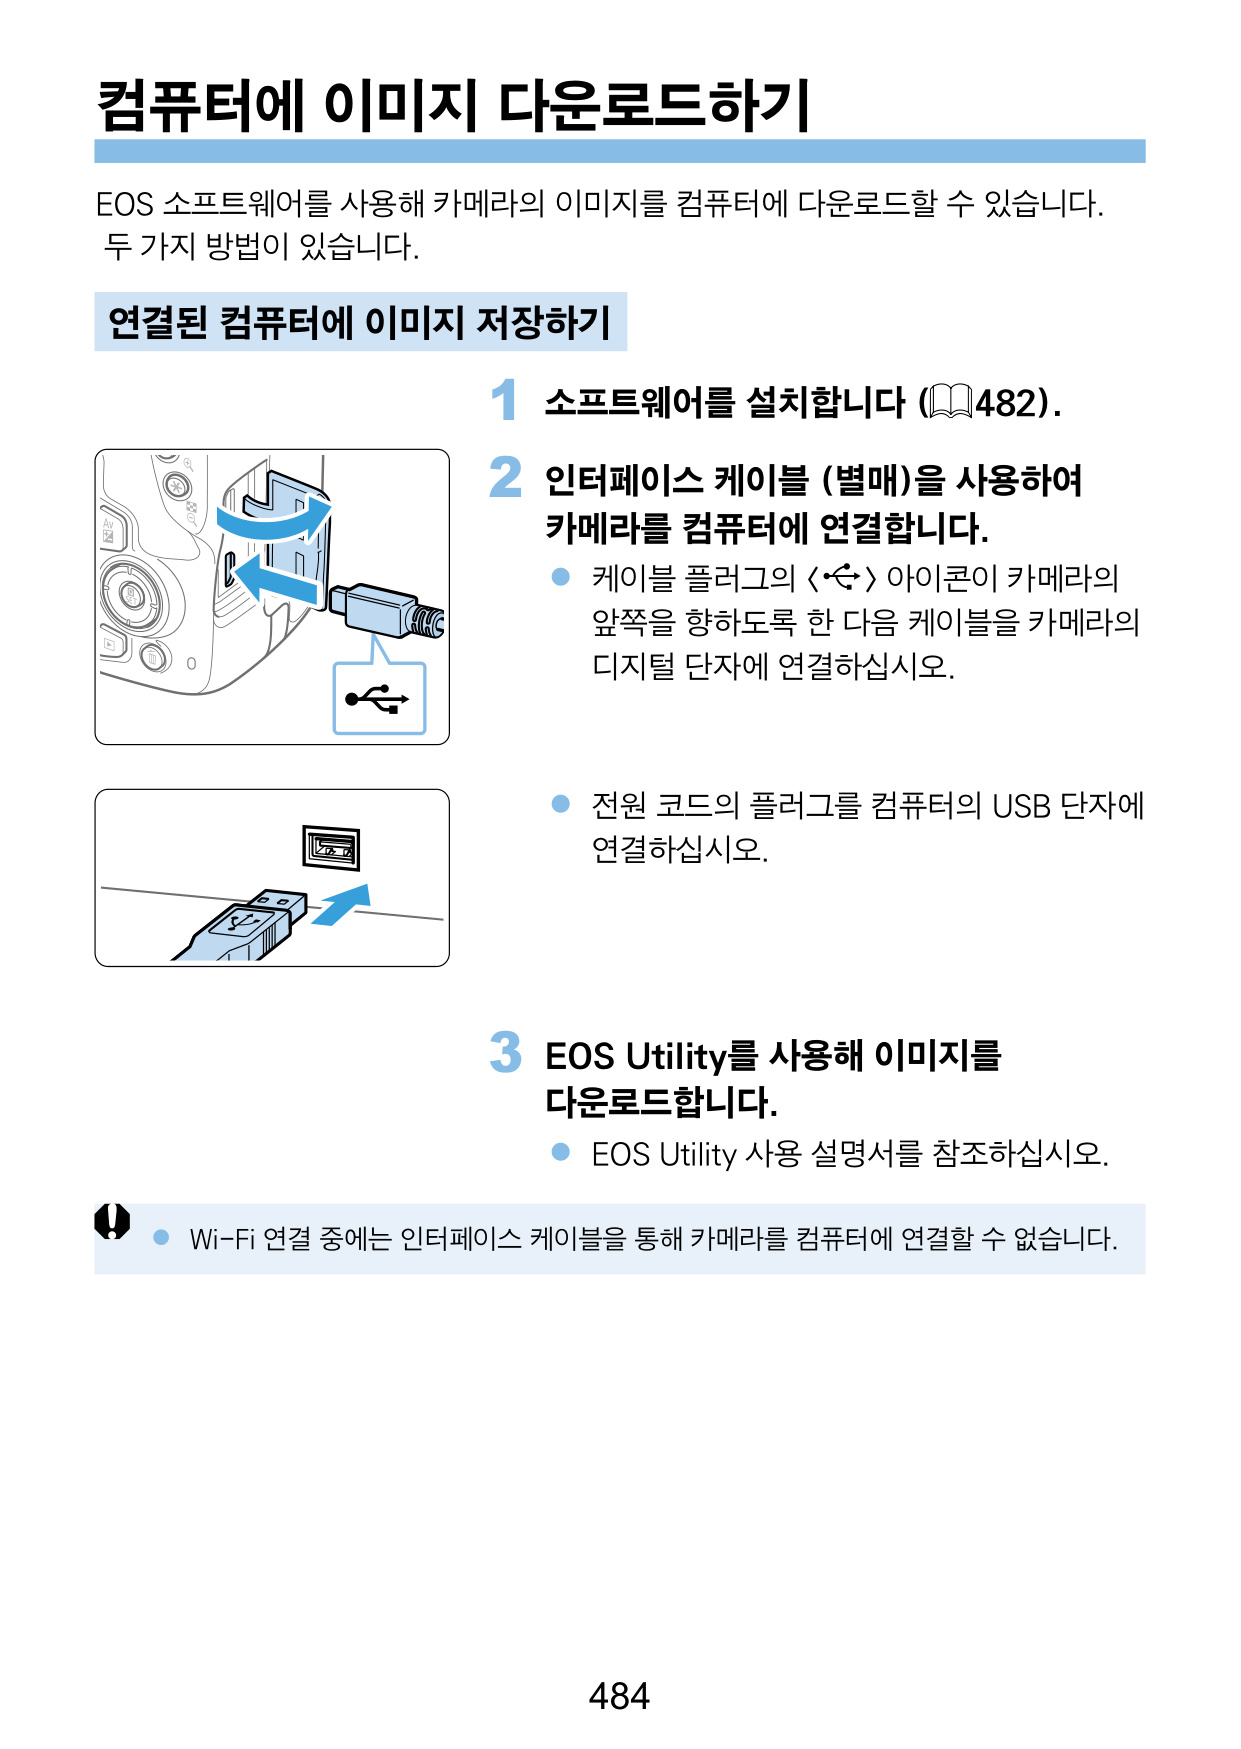 컴퓨터에 이미지 다운로드하기
EOS 소프트웨어를 사용해 카메라의 이미지를 컴퓨터에 다운로드할 수 있습니다.
두 가지 방법이 있습니다.
연결된 컴퓨터에 이미지 저장하기
1 소프트웨어를 설치합니다 (482).
2 인터페이스 케이블 (별매)을 사용하여
카메라를 컴퓨터에 연결합니다.
● 케이블 플러그의 < > 아이콘이 카메라의
앞쪽을 향하도록 한 다음 케이블을 카메라의
디지털 단자에 연결하십시오.
Av
● 전원 코드의 플러그를 컴퓨터의 USB 단자에
연결하십시오.
3 EOS Utility를 사용해 이미지를
다운로드합니다.
● EOS Utility 사용 설명서를 참조하십시오.
● Wi-Fi 연결 중에는 인터페이스 케이블을 통해 카메라를 컴퓨터에 연결할 수 없습니다.
484